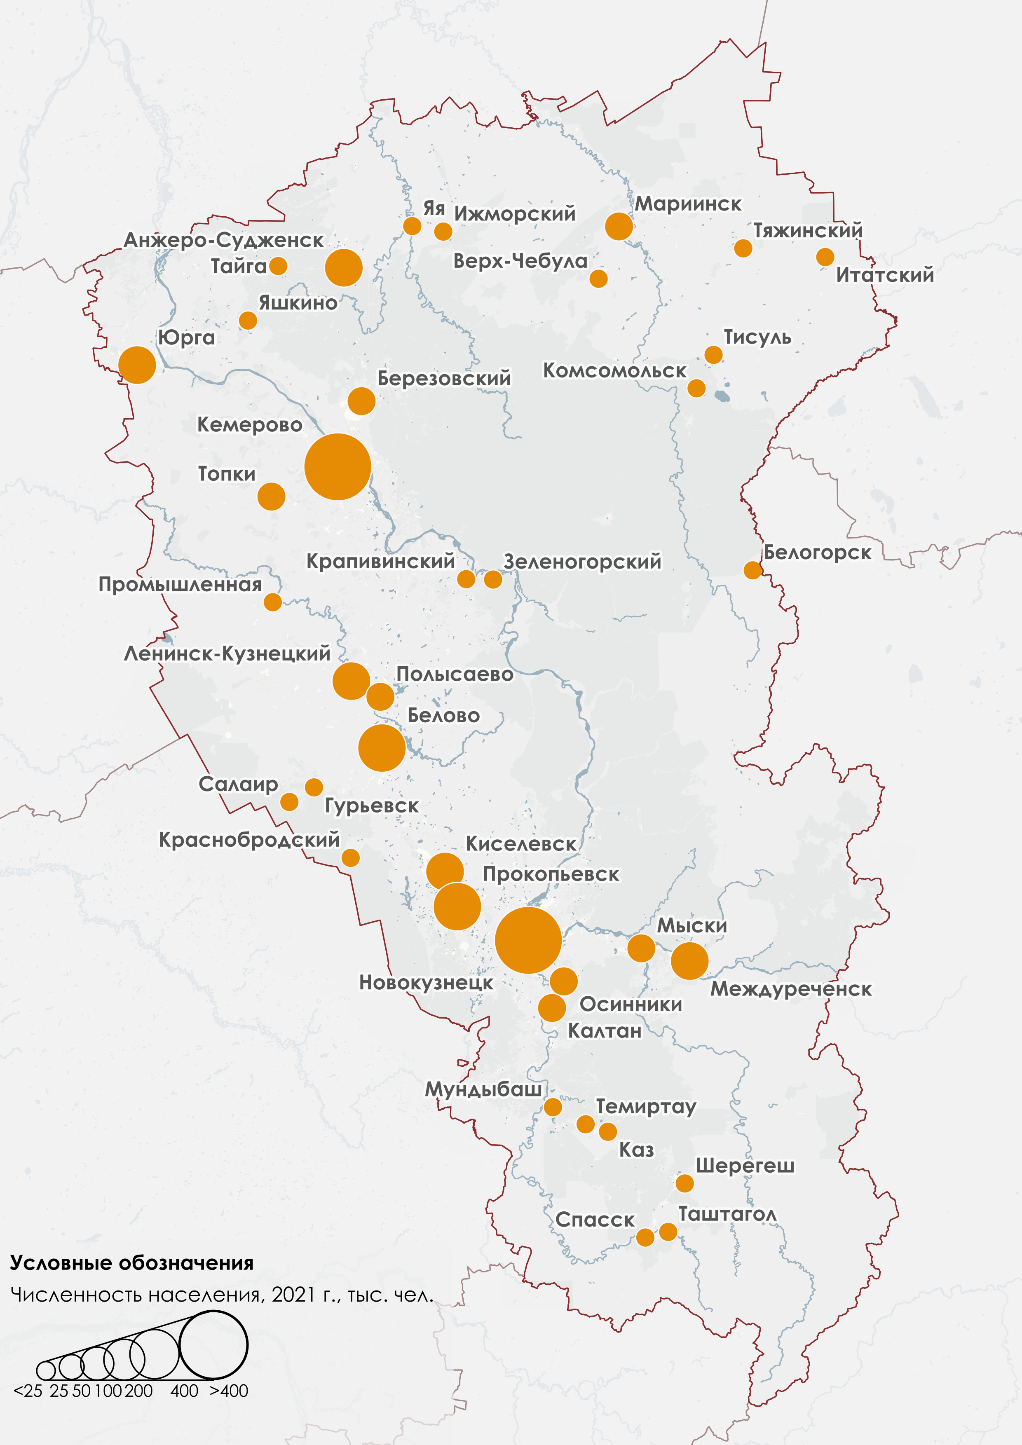 Яя
Ижморский
Мариинск
Тяжинский
Анжеро-Судженск
Тайга
Верх-Чебула
Итатский
Яшкино
Юрга
Тисуль
Комсомольск
Березовский
Кемерово
Топки
Белогорск
Крапивинский
Зеленогорский
Промышленная
Ленинск-Кузнецкий
Полысаево
Белово
Салаир
Гурьевск
Краснобродский
Киселевск
Прокопьевск
Мыски
Новокузнецк
Междуреченск
Осинники
Калтан
Мундыбаш
Темиртау
Каз
Шерегеш
Спасск
Таштагол
Условные обозначения
Численность населения, 2021 г., тыс. чел.
<25 25 50 100 200 400 >400